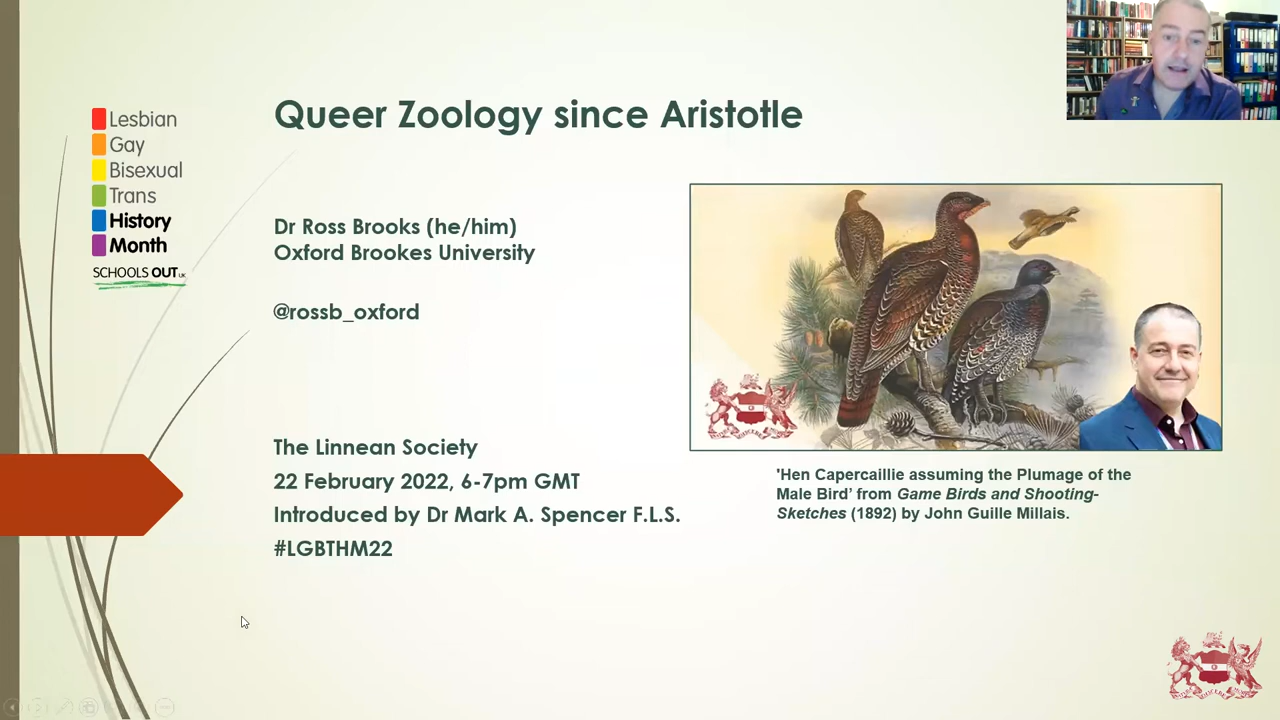 Lesbian
Gay
Bisexual
Trans
History
Month
SCHOOLS OUT UK
Queer Zoology since Aristotle
Dr Ross Brooks (he/him)
Oxford Brookes University
@rossb_oxford
The Linnean Society
22 February 2022, 6-7pm GMT
Introduced by Dr Mark A. Spencer F.L.S.
#LGBTHM22
'Hen Capercaillie assuming the Plumage of the
Male Bird’ from Game Birds and Shooting-
Sketches (1892) by John Guille Millais.